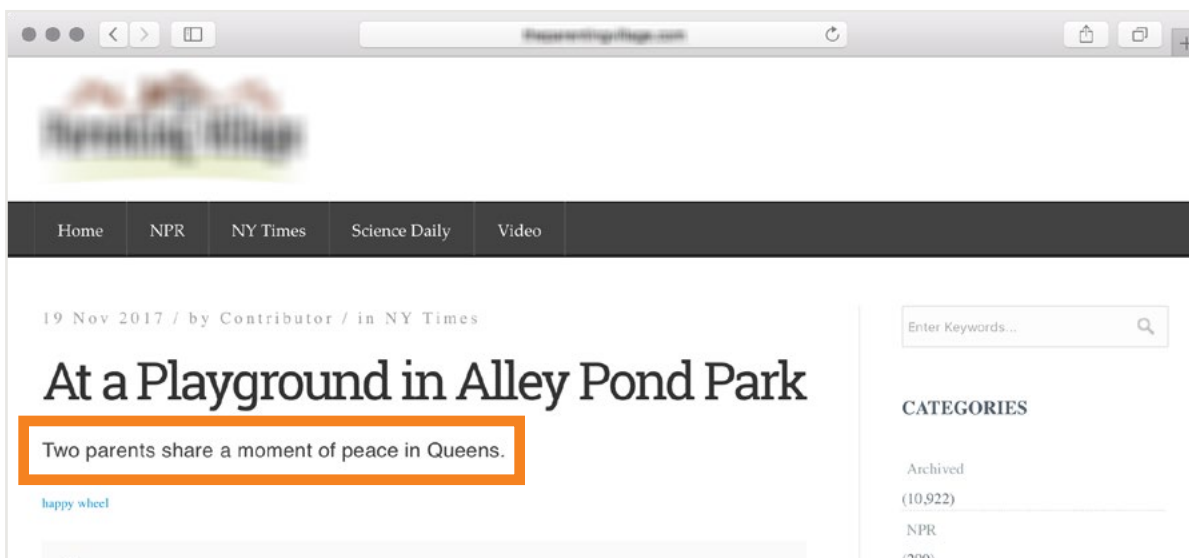 Home NPR NY Times Science Daily Video
19 Nov 2017 / by Contributor / in NY Times
At a Playground in Alley Pond Park
Two parents share a moment of peace in Queens.
happy wheel
Enter Keywords...
CATEGORIES
Archived
(10,922)
NPR